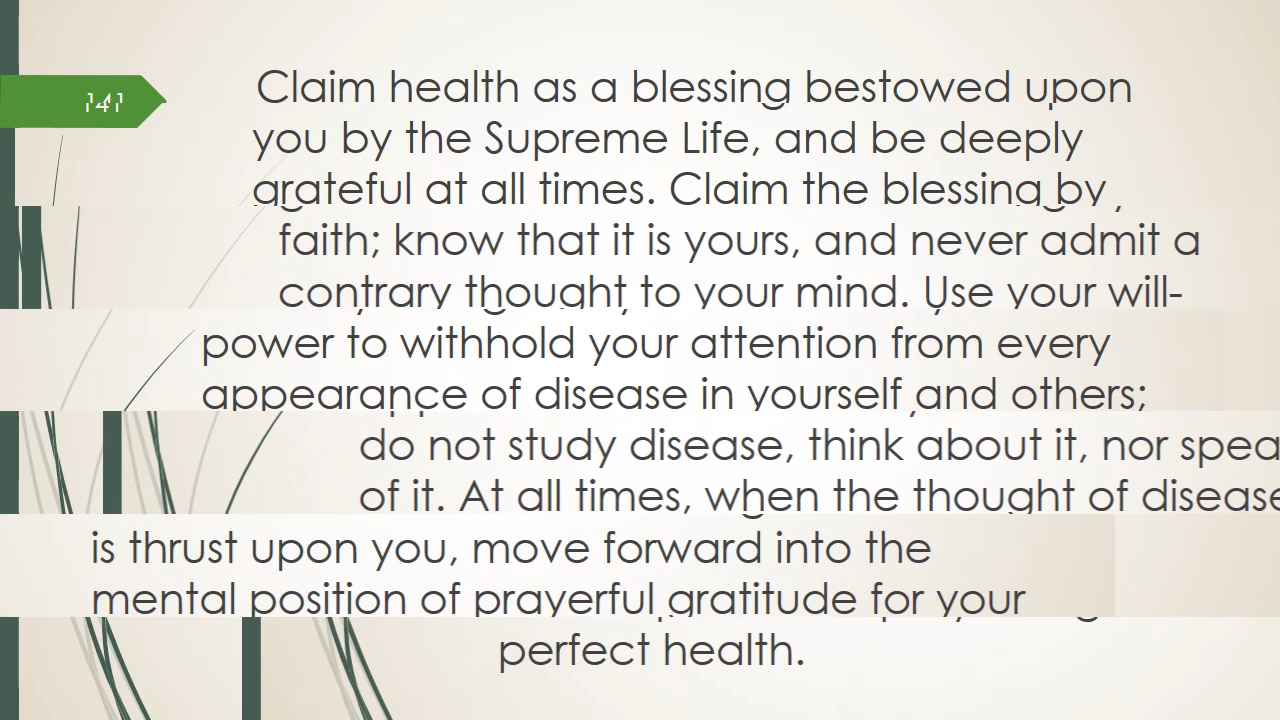 141
Claim health as a blessing bestowed upon
you by the Supreme Life, and be deeply
grateful at all times. Claim the blessing by
faith; know that it is yours, and never admit a
contrary thought to your mind. Use your will-
power to withhold your attention from every
appearance of disease in yourself and others;
do not study disease, think about it, nor spea
of it. At all times, when the thought of disease
is thrust upon you, move forward into the
mental position of prayerful gratitude for your
perfect health.